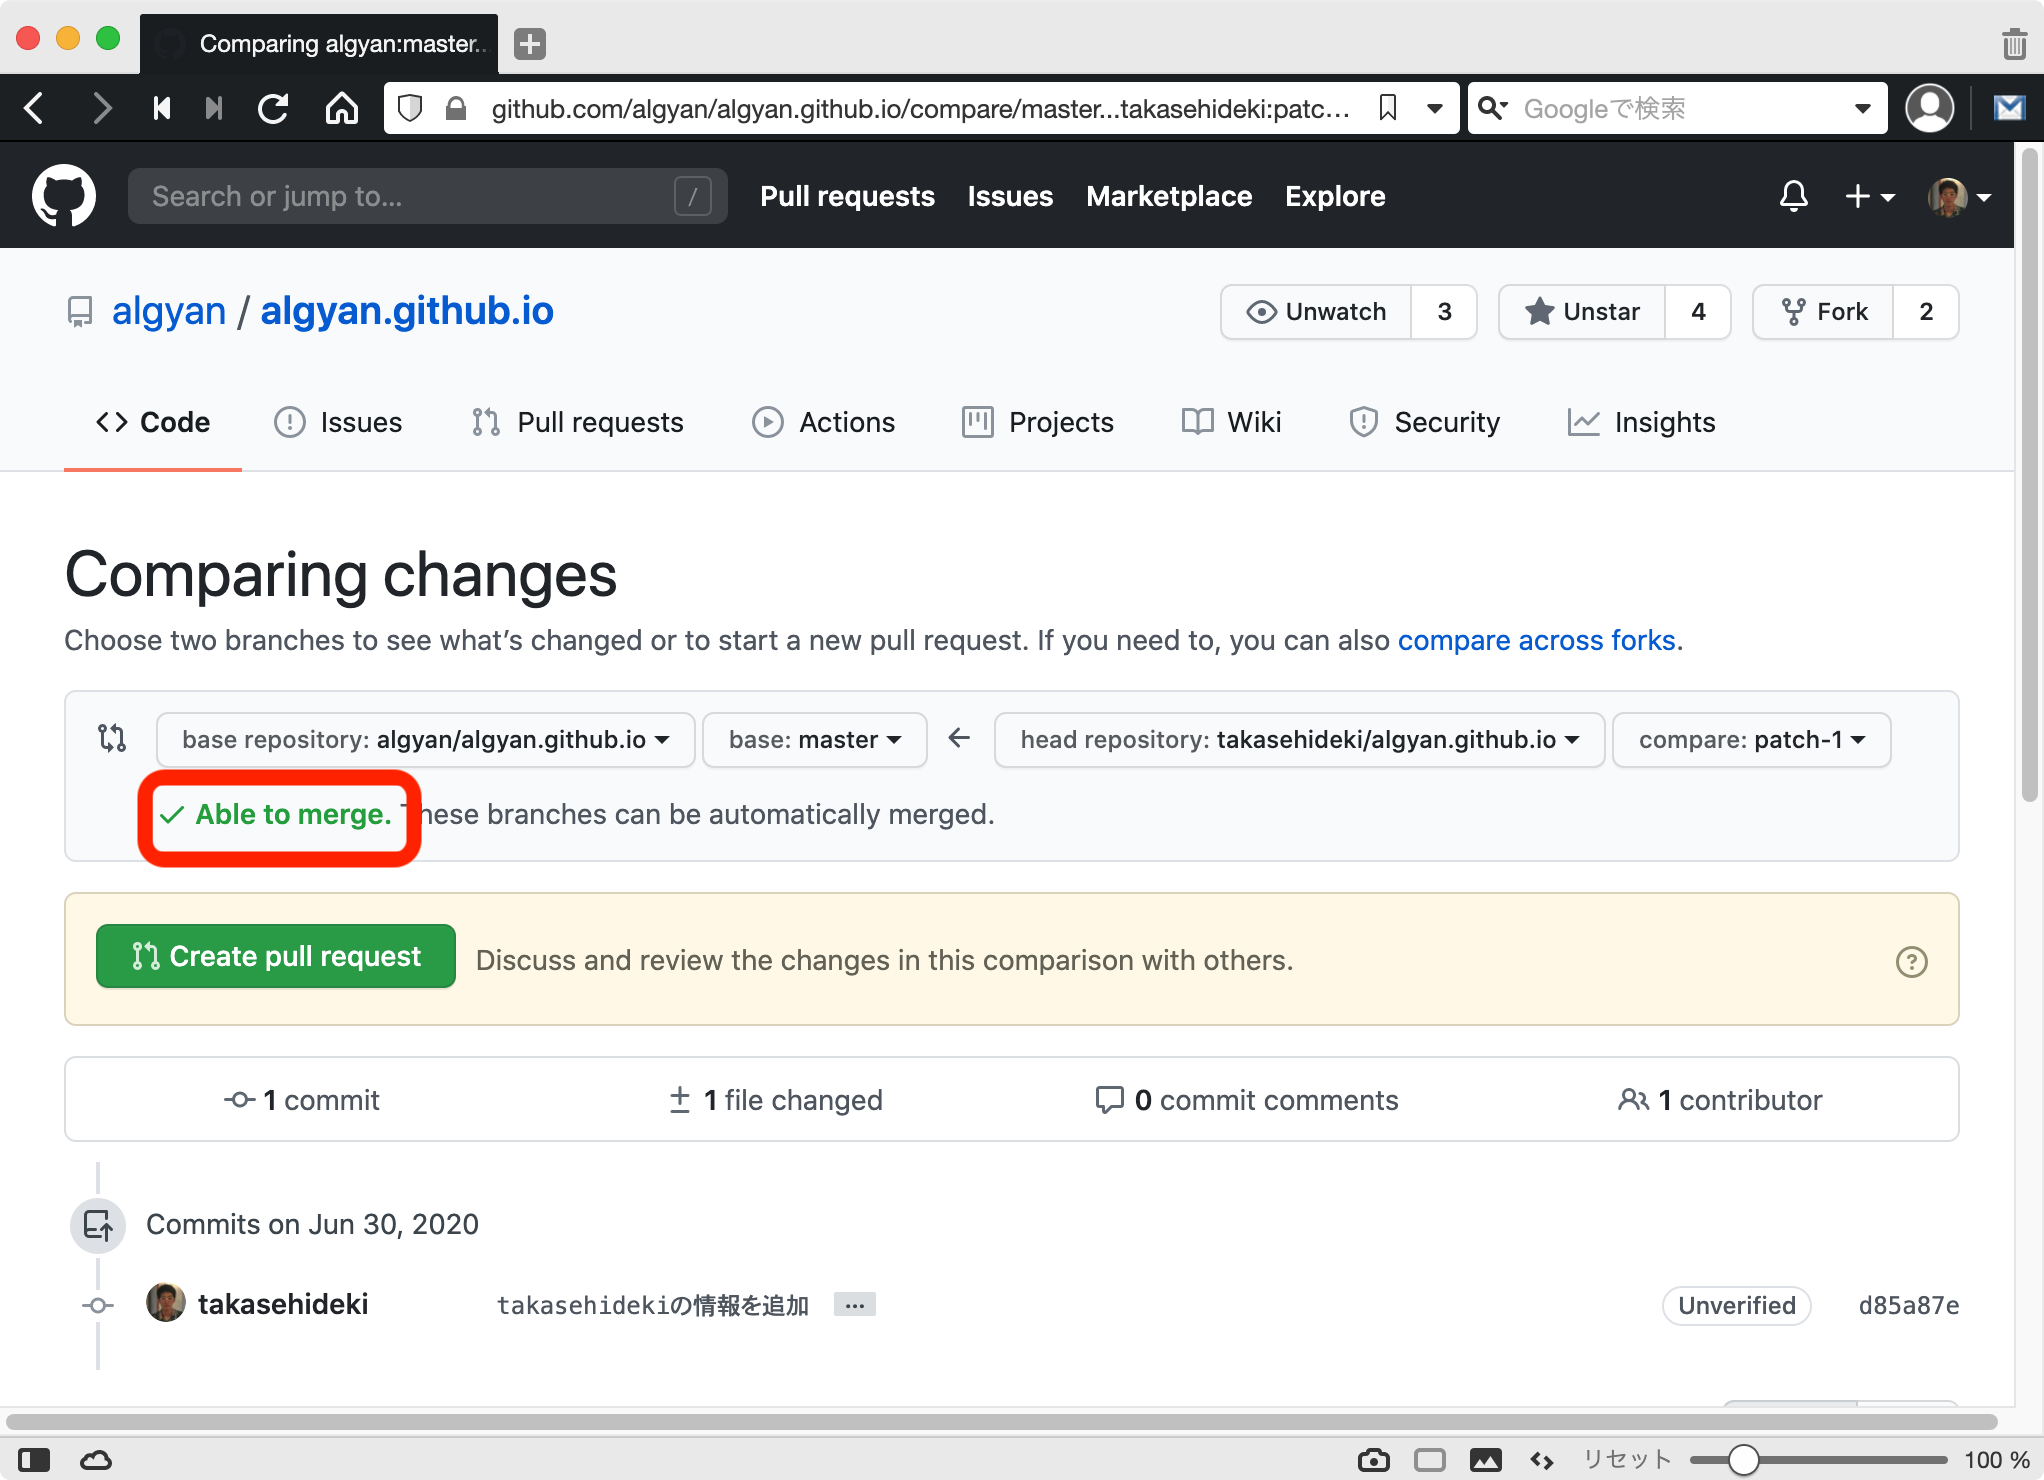 Comparing algyan:master...
github.com/algyan/algyan.github.io/compare/master...takasehideki:patc...
Googleで検索
Search or jump to... /
Pull requests Issues Marketplace Explore
algyan / algyan.github.io
Unwatch 3 Unstar 4 Fork 2
Code Issues Pull requests Actions Projects Wiki Security Insights
Comparing changes
Choose two branches to see what's changed or to start a new pull request. If you need to, you can also compare across forks.
base repository: algyan/algyan.github.io base: master ← head repository: takasehideki/algyan.github.io compare: patch-1
✓ Able to merge. These branches can be automatically merged.
Create pull request Discuss and review the changes in this comparison with others. ?
1 commit 1 file changed 0 commit comments 1 contributor
Commits on Jun 30, 2020
takasehideki takasehidekiの情報を追加 ... Unverified d85a87e
リセット 100 %